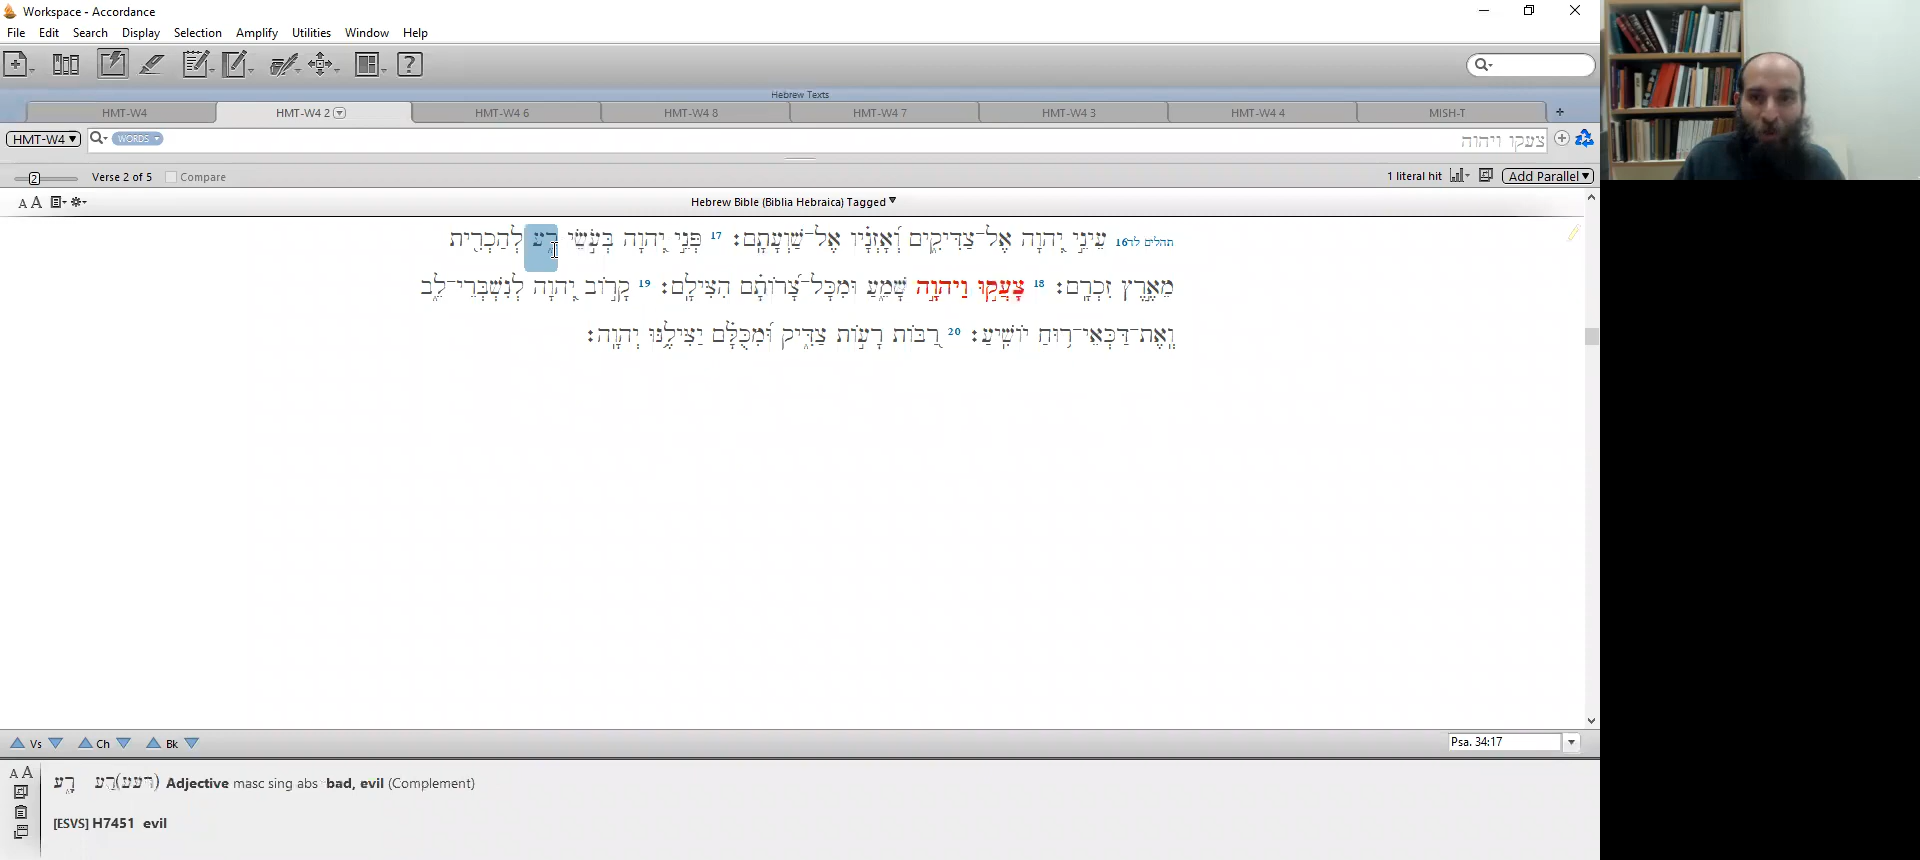 Workspace - Accordance
File Edit Search Display Selection Amplify Utilities Window Help
Hebrew Texts
HMT-W4 HMT-W4 2 HMT-W4 6 HMT-W4 8 HMT-W4 7 HMT-W4 3 HMT-W4 4 MISH-T +
HMT-W4 WORDS צעקו ויהוה
2 Verse 2 of 5 Compare 1 literal hit Add Parallel
A A Hebrew Bible (Biblia Hebraica) Tagged
תהלים לד16 עֵינֵ֣י יְ֭הוָה אֶל־צַדִּיקִ֑ים וְ֝אָזְנָ֗יו אֶל־שַׁוְעָתָֽם׃ 17 פְּנֵ֣י יְ֭הוָה בְּעֹ֣שֵׂי רָ֑ע לְהַכְרִ֖ית
מֵאֶ֣רֶץ זִכְרָֽם׃ 18 צָעֲק֣וּ וַיהוָ֣ה שָׁמֵ֑עַ וּמִכָּל־צָ֝רוֹתָ֗ם הִצִּילָֽם׃ 19 קָר֣וֹב יְ֭הוָה לְנִשְׁבְּרֵי־לֵ֑ב
וְֽאֶת־דַּכְּאֵי־ר֥וּחַ יוֹשִֽׁיעַ׃ 20 רַ֭בּוֹת רָע֣וֹת צַדִּ֑יק וּ֝מִכֻּלָּ֗ם יַצִּילֶ֥נּוּ יְהוָֽה׃
Vs Ch Bk Psa. 34:17
A A רָ֑ע רַע(רעע) Adjective masc sing abs bad, evil (Complement)
[ESVS] H7451 evil